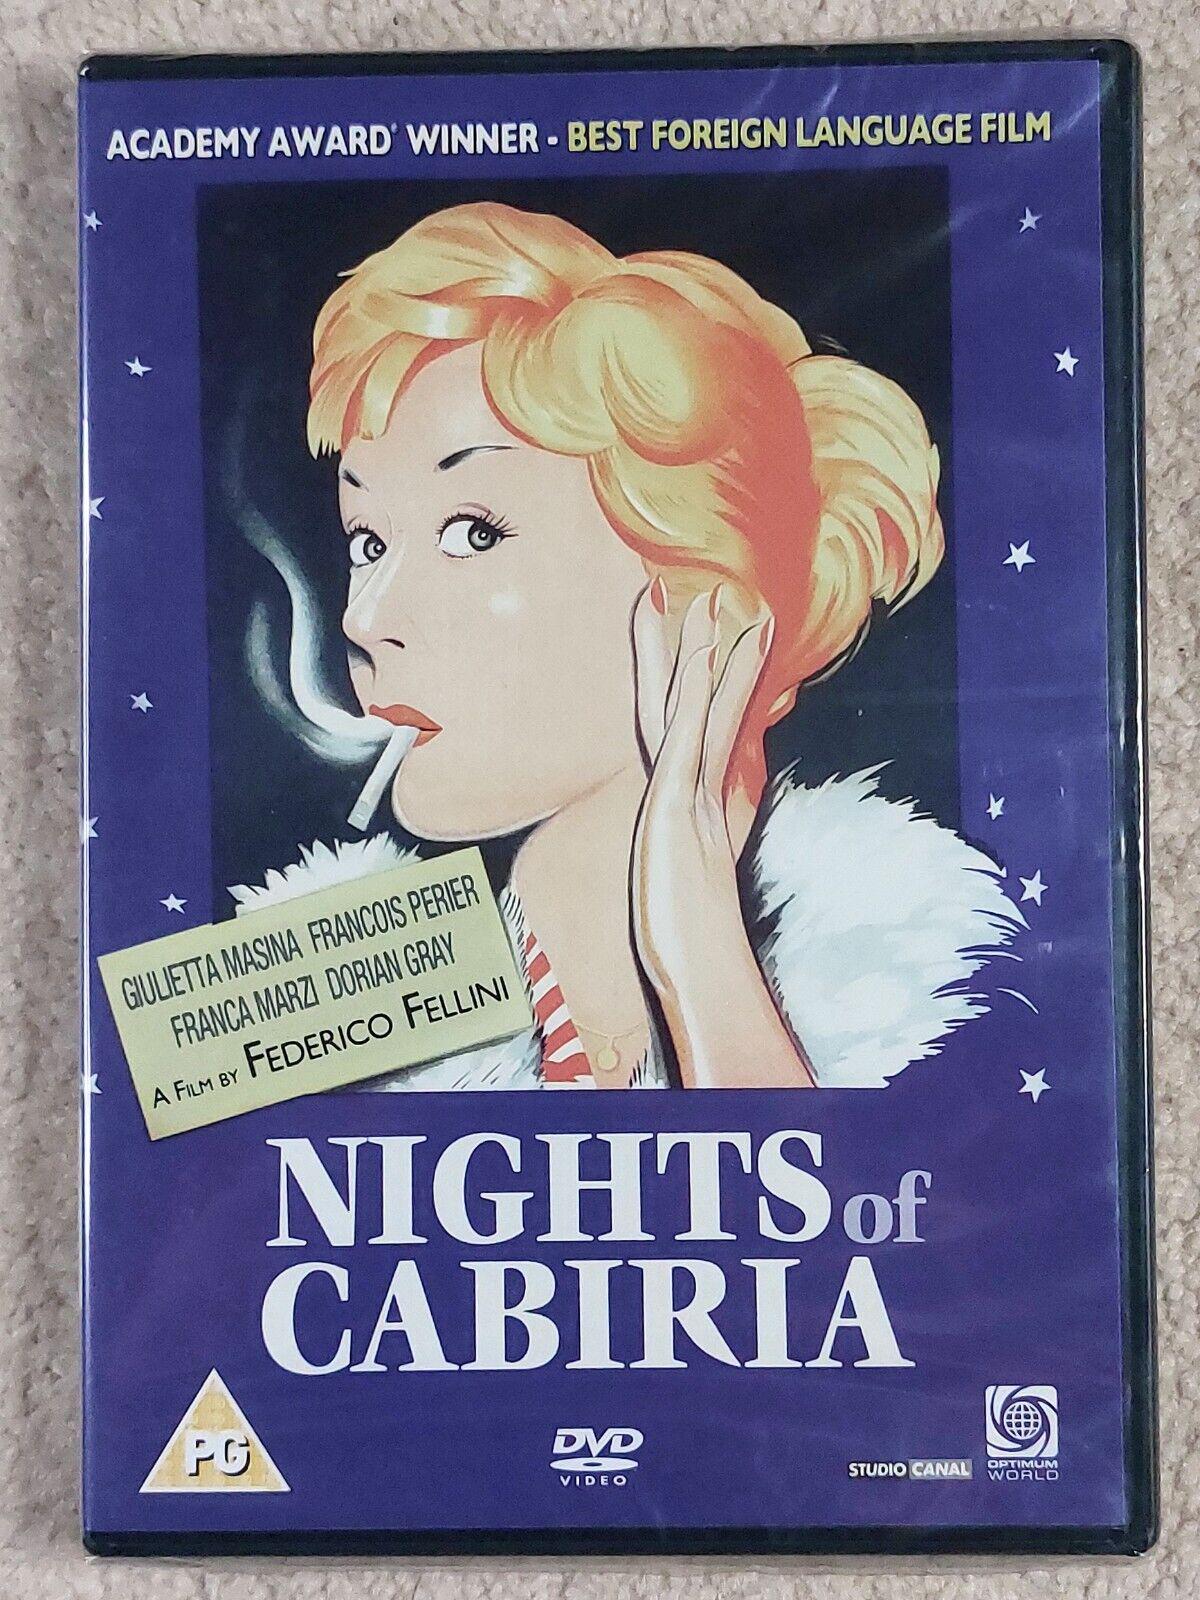 ACADEMY AWARD® WINNER - BEST FOREIGN LANGUAGE FILM
GIULIETTA MASINA FRANCOIS PERIER
FRANCA MARZI DORIAN GRAY
A FILM BY FEDERICO FELLINI
NIGHTS of
CABIRIA
PG
DVD
VIDEO
STUDIO CANAL
OPTIMUM
WORLD